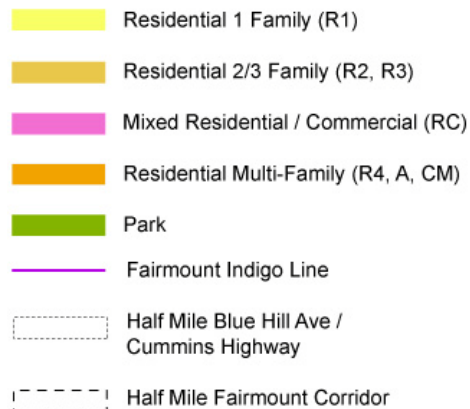 Residential 1 Family (R1)
Residential 2/3 Family (R2, R3)
Mixed Residential / Commercial (RC)
Residential Multi-Family (R4, A, CM)
Park
Fairmount Indigo Line
Half Mile Blue Hill Ave /
Cummins Highway
Half Mile Fairmount Corridor